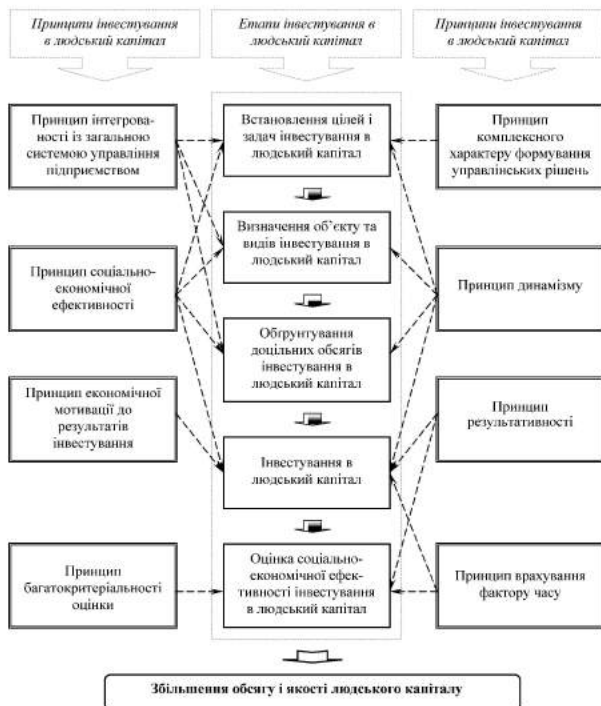 Принципи інвестування
в людський капітал
Етапи інвестування в
людський капітал
Принципи інвестування
в людський капітал
Принцип інтегрова-
ності із загальною
системою управління
підприємством
Встановлення цілей і
задач інвестування в
людський капітал
Принцип
комплексного
характеру формування
управлінських рішень
Визначення об’єкту та
видів інвестування в
людський капітал
Принцип соціально-
економічної
ефективності
Принцип динамізму
Обґрунтування
доцільних обсягів
інвестування в
людський капітал
Принцип економічної
мотивації до
результатів
інвестування
Принцип
результативності
Інвестування в
людський капітал
Принцип
багатокритеріальності
оцінки
Оцінка соціально-
економічної ефек-
тивності інвестування
в людський капітал
Принцип врахування
фактору часу
Збільшення обсягу і якості людського капіталу